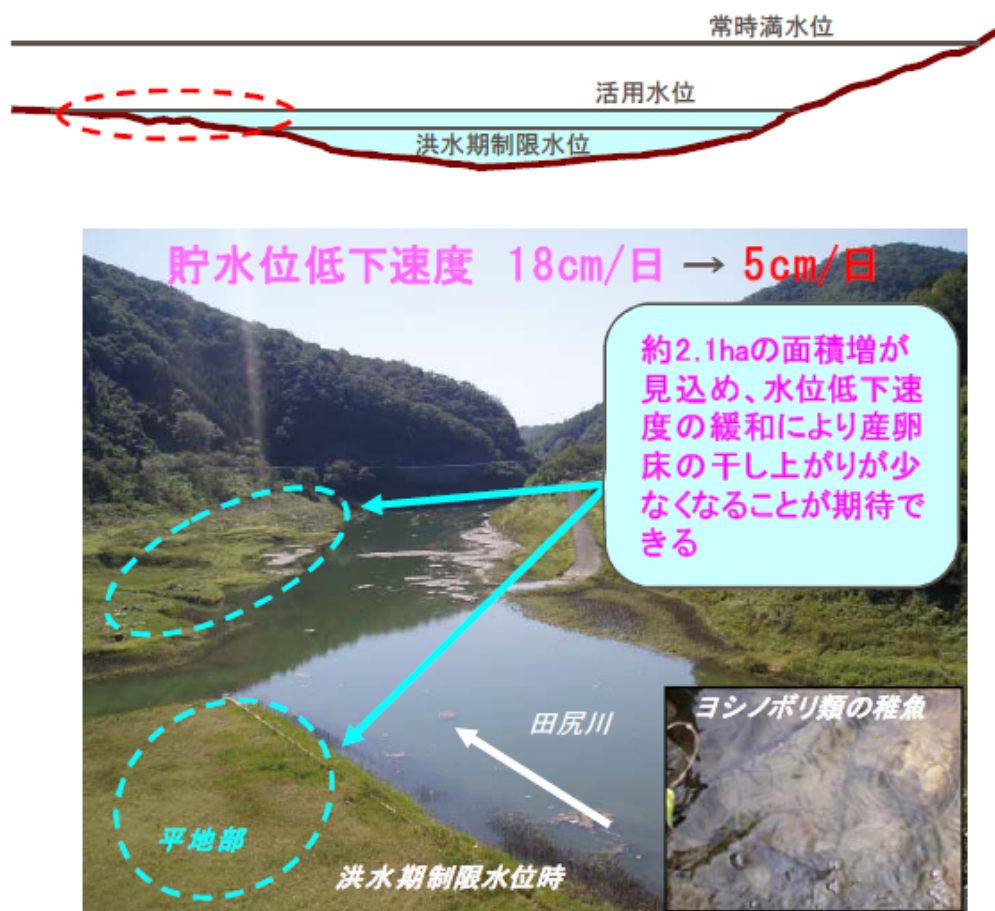 常時満水位
活用水位
洪水期制限水位
貯水位低下速度 18cm/日 → 5cm/日
約2.1haの面積増が
見込め、水位低下速
度の緩和により産卵
床の干し上がりが少
なくなることが期待で
きる
田尻川
ヨシノボリ類の稚魚
平地部
洪水期制限水位時